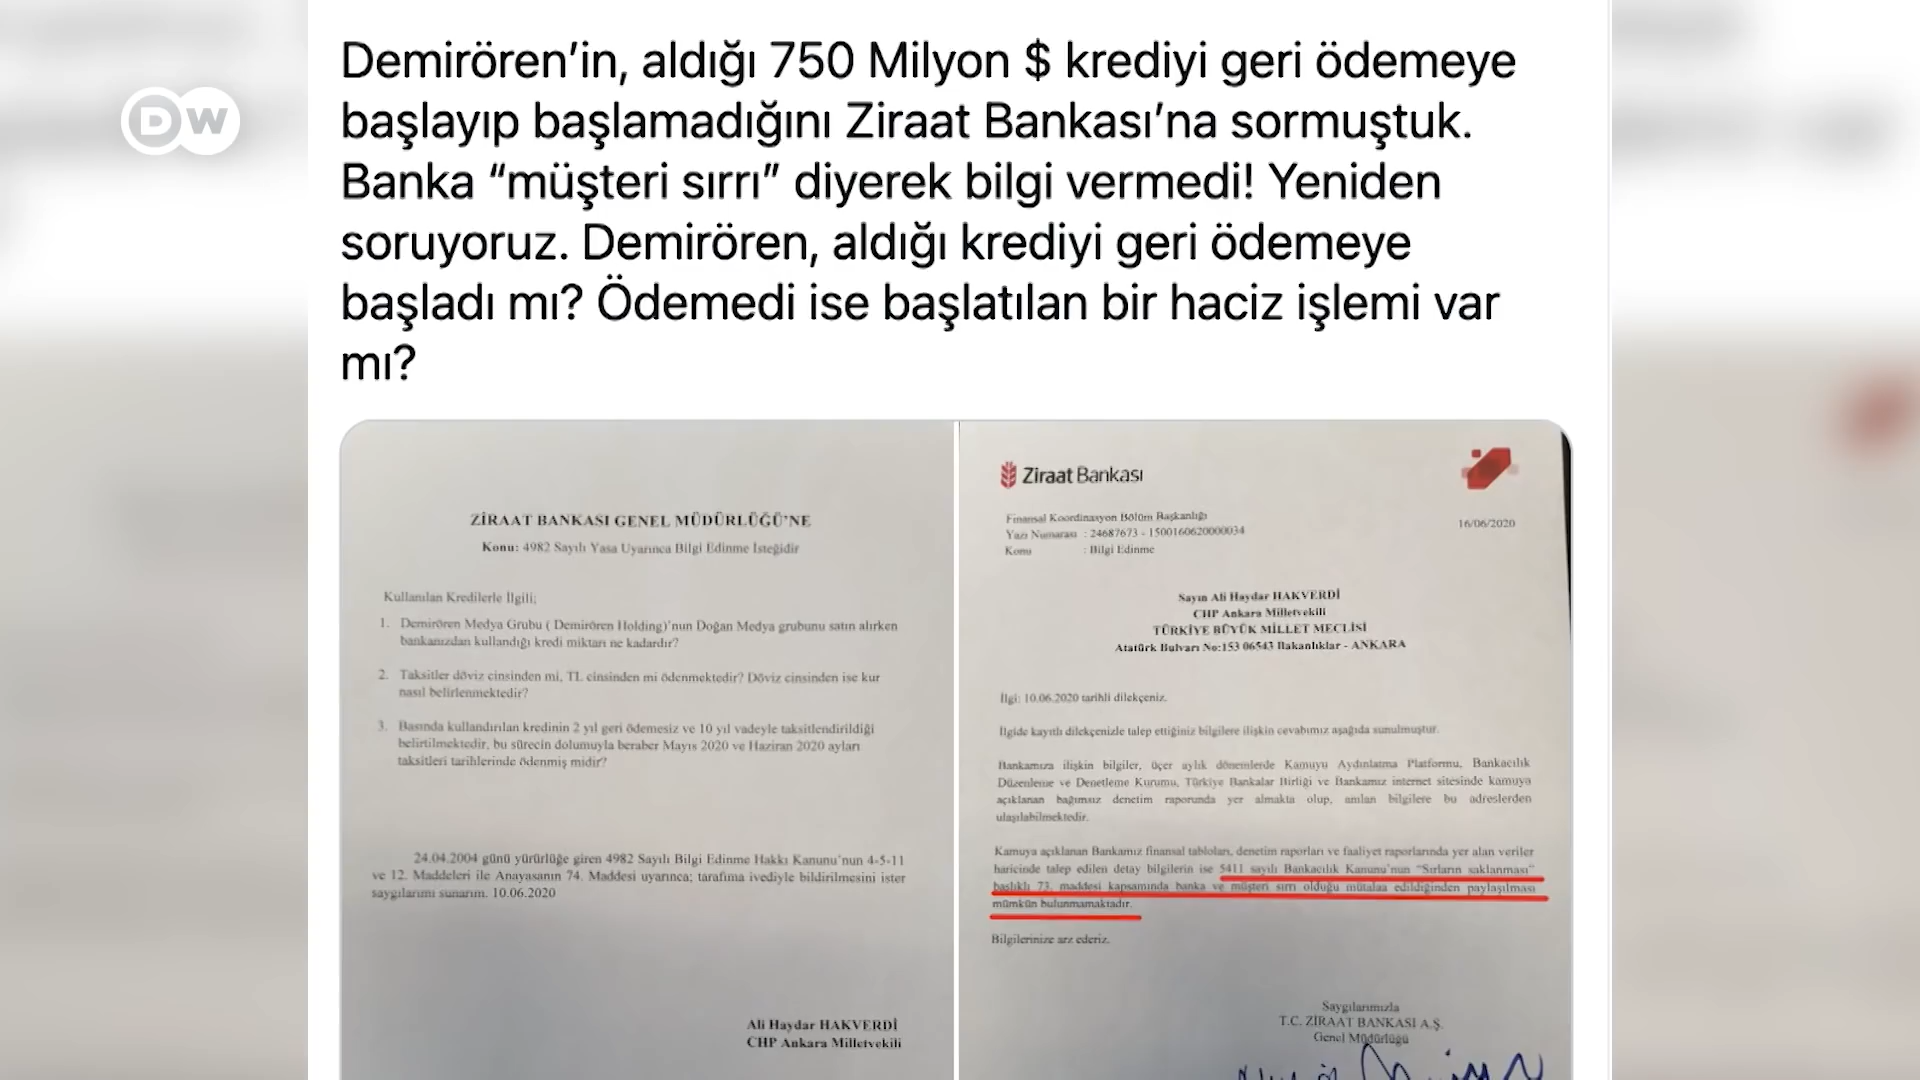 DW
Demirören’in, aldığı 750 Milyon $ krediyi geri ödemeye
başlayıp başlamadığını Ziraat Bankası’na sormuştuk.
Banka “müşteri sırrı” diyerek bilgi vermedi! Yeniden
soruyoruz. Demirören, aldığı krediyi geri ödemeye
başladı mı? Ödemedi ise başlatılan bir haciz işlemi var
mı?
ZİRAAT BANKASI GENEL MÜDÜRLÜĞÜ’NE
Konu: 4982 Sayılı Yasa Uyarınca Bilgi Edinme İsteğidir
Kullanılan Kredilerle İlgili;
1. Demirören Medya Grubu ( Demirören Holding)’nun Doğan Medya grubunu satın alırken
bankanızdan kullandığı kredi miktarı ne kadardır?
2. Taksitler döviz cinsinden mi, TL cinsinden mi ödenmektedir? Döviz cinsinden ise kur
nasıl belirlenmektedir?
3. Basında kullandırılan kredinin 2 yıl geri ödemesiz ve 10 yıl vadeyle taksitlendirildiği
belirtilmektedir, bu sürecin dolumuyla beraber Mayıs 2020 ve Haziran 2020 ayları
taksitleri tarihlerinde ödenmiş midir?
24.04.2004 günü yürürlüğe giren 4982 Sayılı Bilgi Edinme Hakkı Kanunu’nun 4-5-11
ve 12. Maddeleri ile Anayasanın 74. Maddesi uyarınca; tarafıma ivediyle bildirilmesini ister
saygılarımı sunarım. 10.06.2020
Ali Haydar HAKVERDİ
CHP Ankara Milletvekili
Ziraat Bankası
Finansal Koordinasyon Bölüm Başkanlığı
16/06/2020
Yazı Numarası : 24687673 - 1500160620000034
Konu : Bilgi Edinme
Sayın Ali Haydar HAKVERDİ
CHP Ankara Milletvekili
TÜRKİYE BÜYÜK MİLLET MECLİSİ
Atatürk Bulvarı No:153 06543 Bakanlıklar - ANKARA
İlgi: 10.06.2020 tarihli dilekçeniz.
İlgide kayıtlı dilekçenizle talep ettiğiniz bilgilere ilişkin cevabımız aşağıda sunulmuştur.
Bankamıza ilişkin bilgiler, üçer aylık dönemlerde Kamuyu Aydınlatma Platformu, Bankacılık
Düzenleme ve Denetleme Kurumu, Türkiye Bankalar Birliği ve Bankamız internet sitesinde kamuya
açıklanan bağımsız denetim raporunda yer almakta olup, anılan bilgilere bu adreslerden
ulaşılabilmektedir.
Kamuya açıklanan Bankamız finansal tabloları, denetim raporları ve faaliyet raporlarında yer alan veriler
haricinde talep edilen detay bilgilerin ise 5411 sayılı Bankacılık Kanunu’nun “Sırların saklanması”
başlıklı 73. maddesi kapsamında banka ve müşteri sırrı olduğu mütalaa edildiğinden paylaşılması
mümkün bulunmamaktadır.
Bilgilerinize arz ederiz.
Saygılarımızla
T.C. ZİRAAT BANKASI A.Ş.
Genel Müdürlüğü